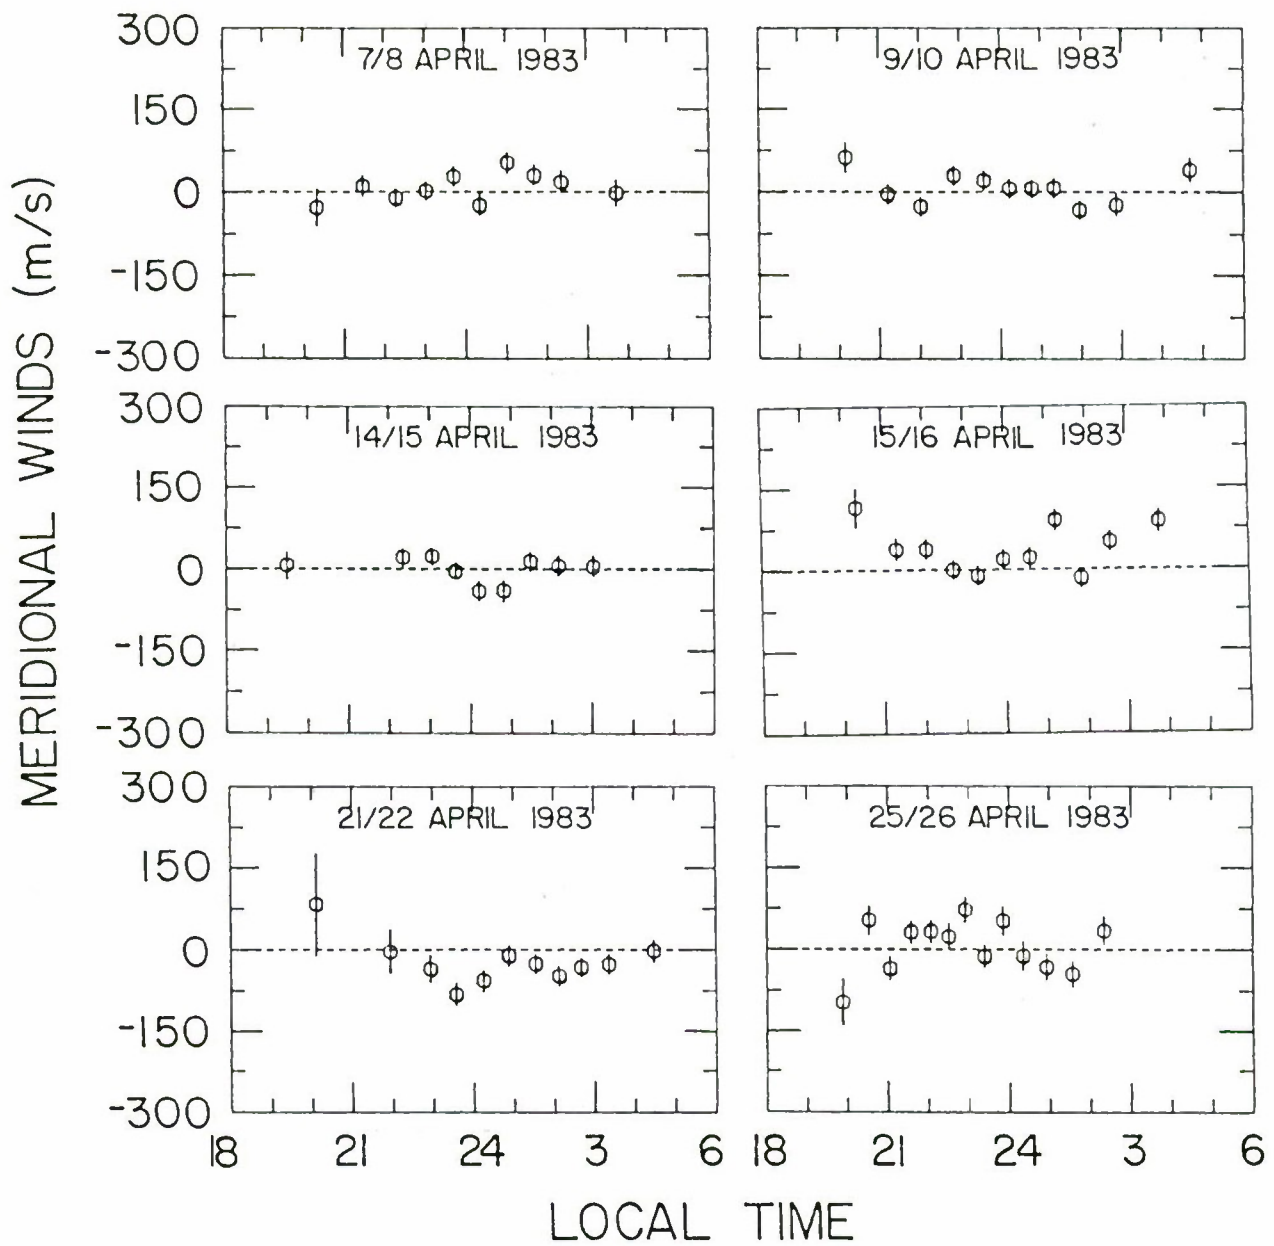 MERIDIONAL WINDS (m/s)
300
150
0
-150
-300
7/8 APRIL 1983
9/10 APRIL 1983
300
150
0
-150
-300
14/15 APRIL 1983
15/16 APRIL 1983
300
150
0
-150
-300
21/22 APRIL 1983
25/26 APRIL 1983
18 21 24 3 6
18 21 24 3 6
LOCAL TIME